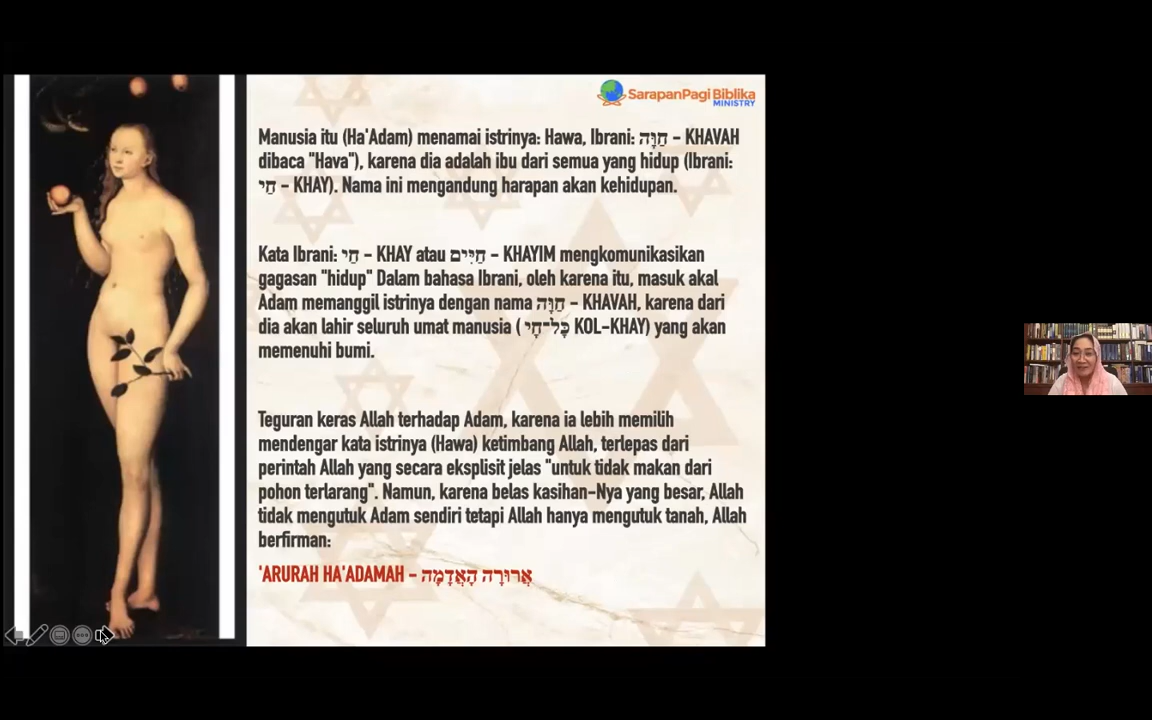 SarapanPagi Biblika
MINISTRY
Manusia itu (Ha'Adam) menamai istrinya: Hawa, Ibrani: חַוָּה – KHAVAH
dibaca "Hava"), karena dia adalah ibu dari semua yang hidup (Ibrani:
חַי – KHAY). Nama ini mengandung harapan akan kehidupan.
Kata Ibrani: חַי – KHAY atau חַיִּים – KHAYIM mengkomunikasikan
gagasan "hidup" Dalam bahasa Ibrani, oleh karena itu, masuk akal
Adam memanggil istrinya dengan nama חַוָּה – KHAVAH, karena dari
dia akan lahir seluruh umat manusia ( כָּל־חָי KOL-KHAY) yang akan
memenuhi bumi.
Teguran keras Allah terhadap Adam, karena ia lebih memilih
mendengar kata istrinya (Hawa) ketimbang Allah, terlepas dari
perintah Allah yang secara eksplisit jelas "untuk tidak makan dari
pohon terlarang". Namun, karena belas kasihan-Nya yang besar, Allah
tidak mengutuk Adam sendiri tetapi Allah hanya mengutuk tanah, Allah
berfirman:
'ARURAH HA'ADAMAH – אֲרוּרָה הָאֲדָמָה